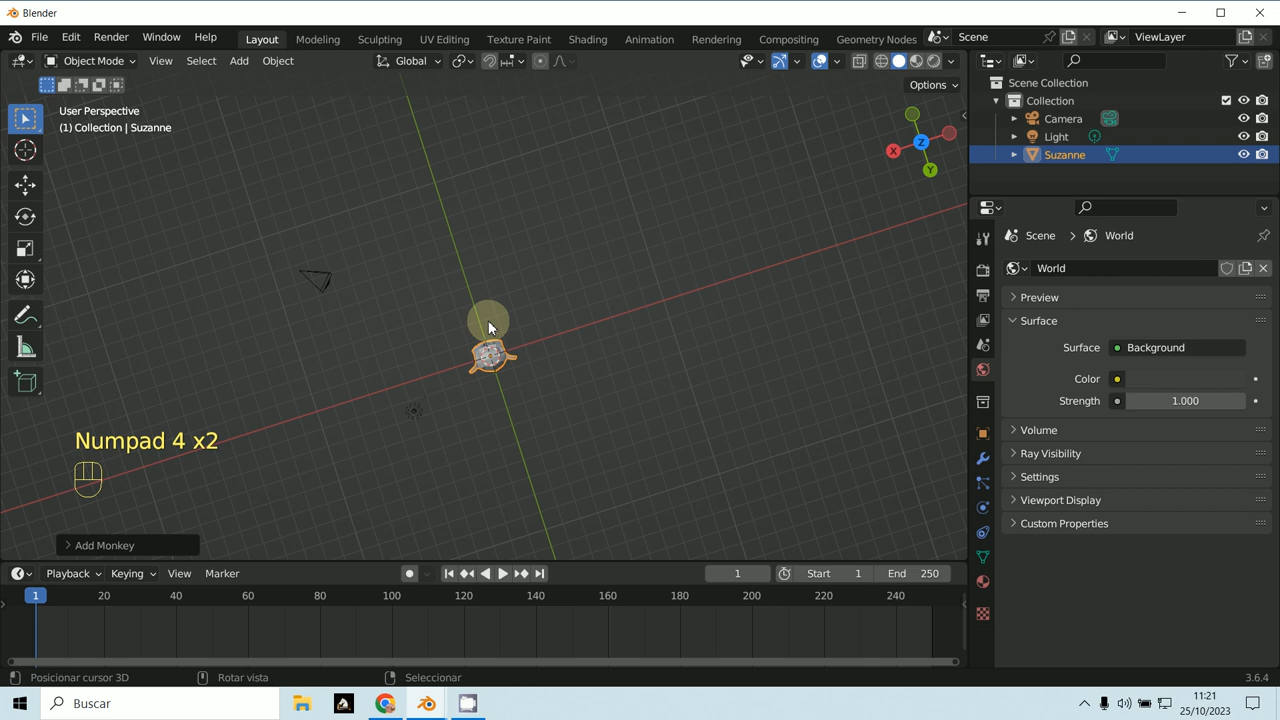 Blender
File Edit Render Window Help
Layout Modeling Sculpting UV Editing Texture Paint Shading Animation Rendering Compositing Geometry Nodes
Scene
ViewLayer
Object Mode View Select Add Object
Global
Options
User Perspective
(1) Collection | Suzanne
X
Y
Z
Numpad 4 x2
Add Monkey
Scene Collection
Collection
Camera
Light
Suzanne
Scene > World
World
Preview
Surface
Surface Background
Color
Strength 1.000
Volume
Ray Visibility
Settings
Viewport Display
Custom Properties
Playback Keying View Marker
1 Start 1 End 250
1 20 40 60 80 100 120 140 160 180 200 220 240
Posicionar cursor 3D Rotar vista Seleccionar 3.6.4
Buscar
11:21
25/10/2023